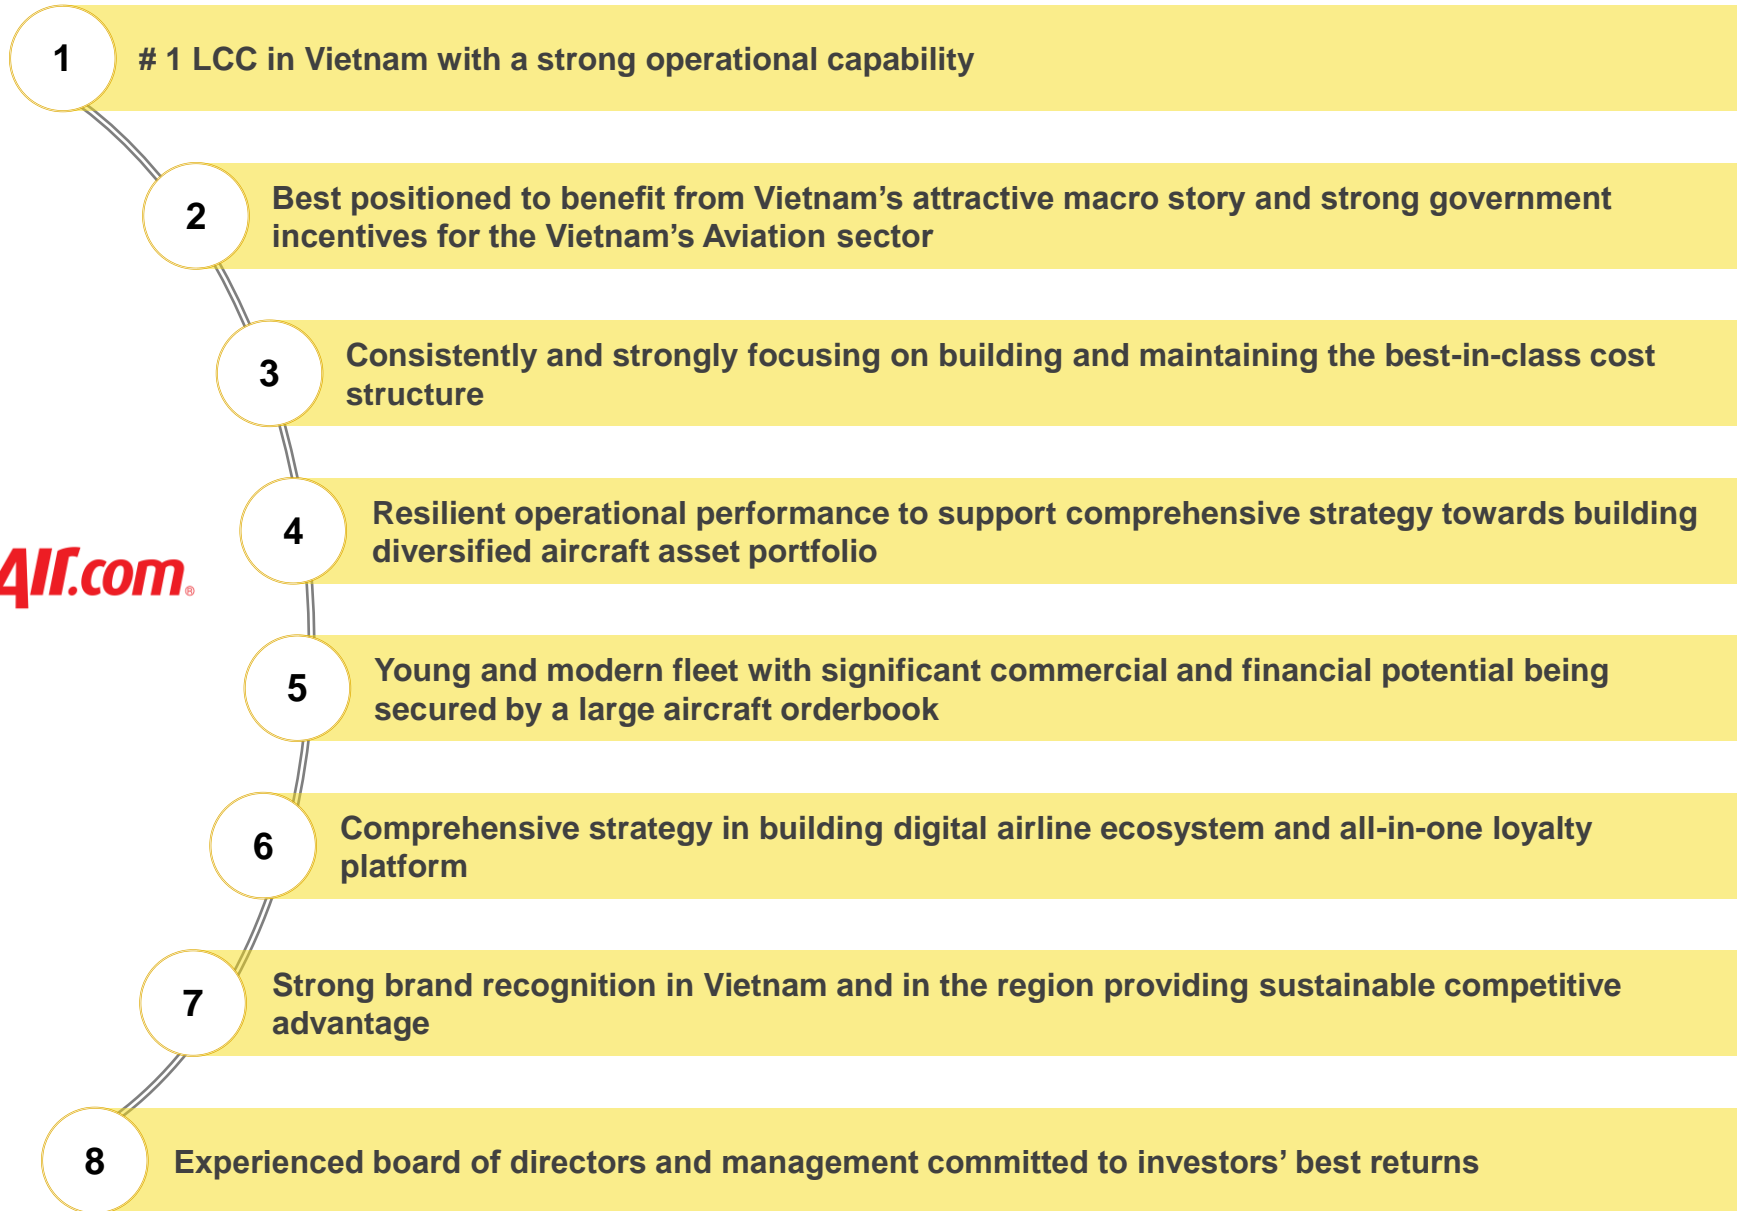 1
# 1 LCC in Vietnam with a strong operational capability
2
Best positioned to benefit from Vietnam’s attractive macro story and strong government
incentives for the Vietnam’s Aviation sector
3
Consistently and strongly focusing on building and maintaining the best-in-class cost
structure
4
Resilient operational performance to support comprehensive strategy towards building
diversified aircraft asset portfolio
Air.com®
5
Young and modern fleet with significant commercial and financial potential being
secured by a large aircraft orderbook
6
Comprehensive strategy in building digital airline ecosystem and all-in-one loyalty
platform
7
Strong brand recognition in Vietnam and in the region providing sustainable competitive
advantage
8
Experienced board of directors and management committed to investors’ best returns